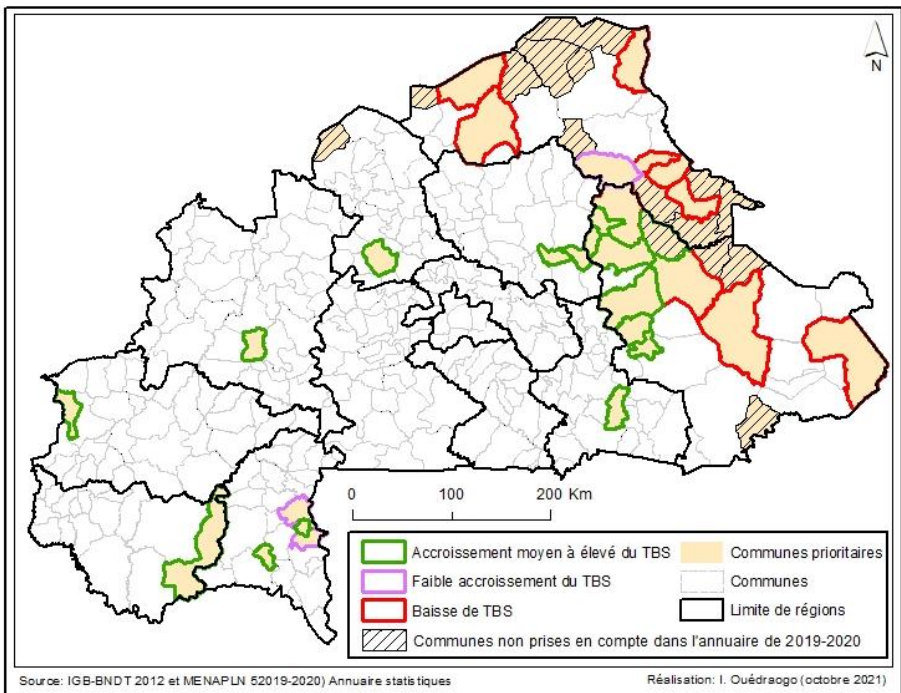 N
0 100 200 Km
Accroissement moyen à élevé du TBS
Faible accroissement du TBS
Baisse de TBS
Communes non prises en compte dans l'annuaire de 2019-2020
Communes prioritaires
Communes
Limite de régions
Source: IGB-BNDT 2012 et MENAPLN 52019-2020) Annuaire statistiques
Réalisation: I. Ouédraogo (octobre 2021)